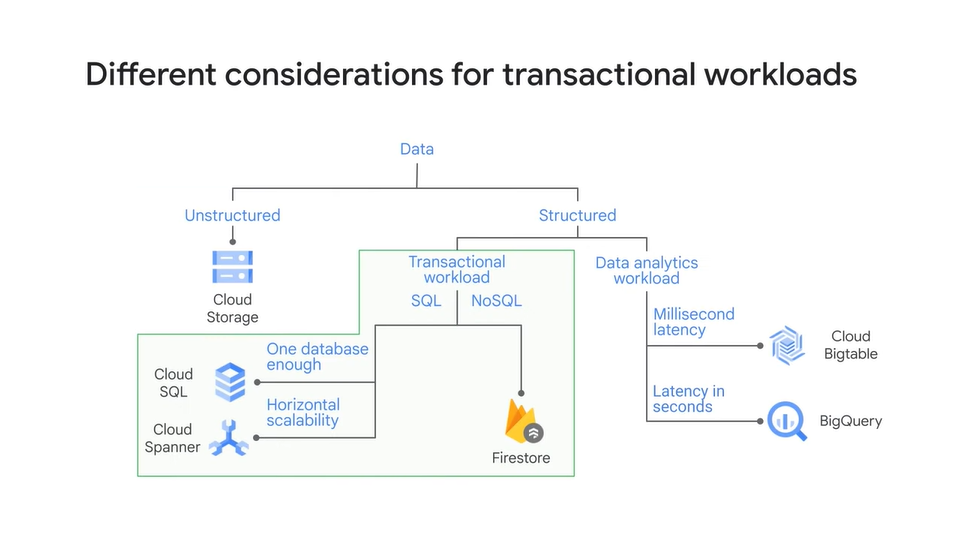 Different considerations for transactional workloads
Data
Unstructured
Structured
Cloud
Storage
Transactional
workload
SQL
NoSQL
Data analytics
workload
One database
enough
Cloud
SQL
Horizontal
scalability
Cloud
Spanner
Firestore
Millisecond
latency
Cloud
Bigtable
Latency in
seconds
BigQuery